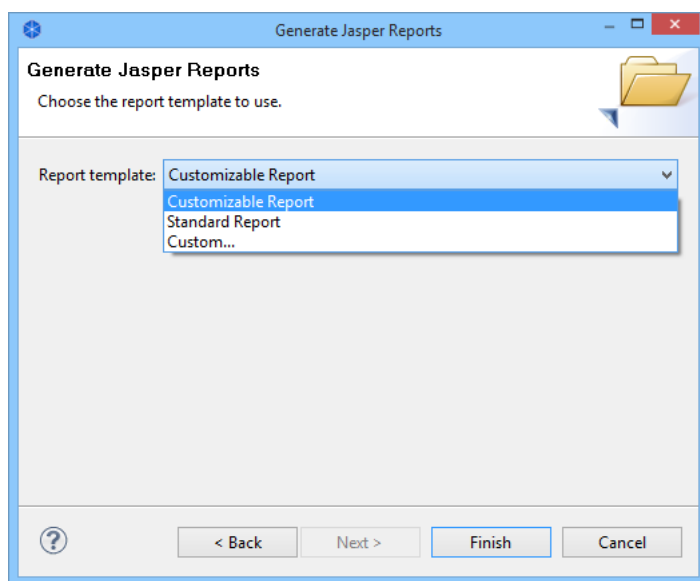 Generate Jasper Reports
Generate Jasper Reports
Choose the report template to use.
Report template: Customizable Report
Customizable Report
Standard Report
Custom...
? < Back Next > Finish Cancel